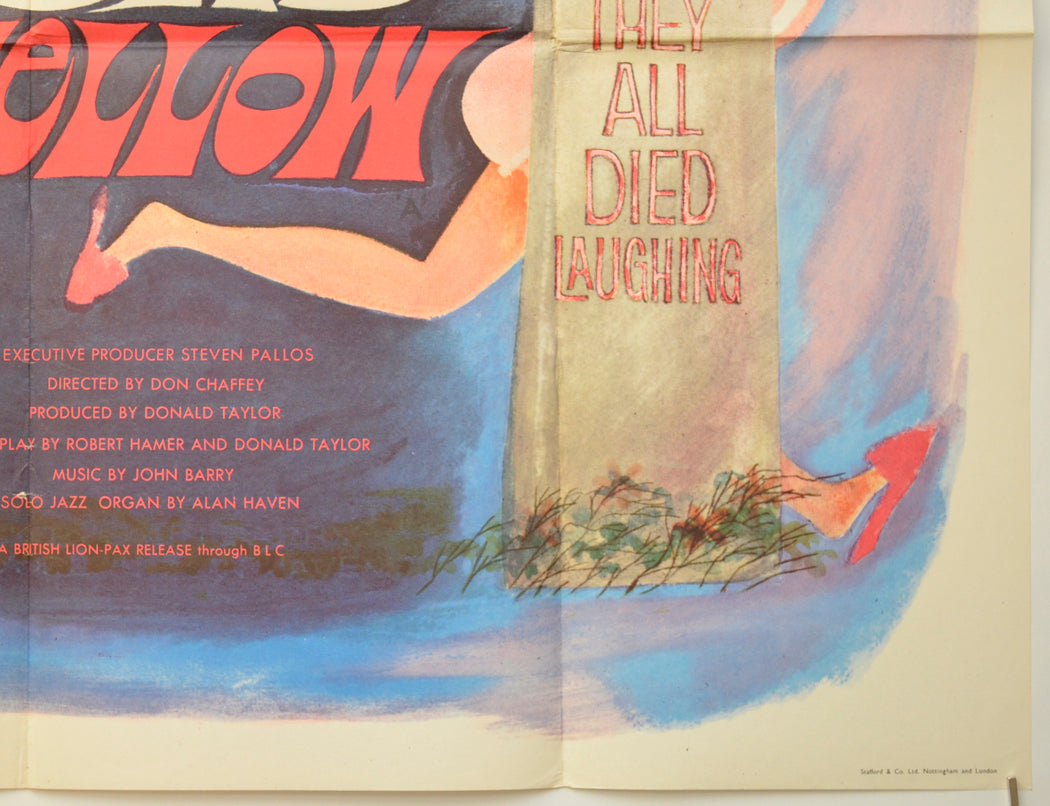 ELLOW
THEY
ALL
DIED
LAUGHING
A
EXECUTIVE PRODUCER STEVEN PALLOS
DIRECTED BY DON CHAFFEY
PRODUCED BY DONALD TAYLOR
PLAY BY ROBERT HAMER AND DONALD TAYLOR
MUSIC BY JOHN BARRY
SOLO JAZZ ORGAN BY ALAN HAVEN
A BRITISH LION-PAX RELEASE through BLC
Stafford & Co. Ltd. Nottingham and London